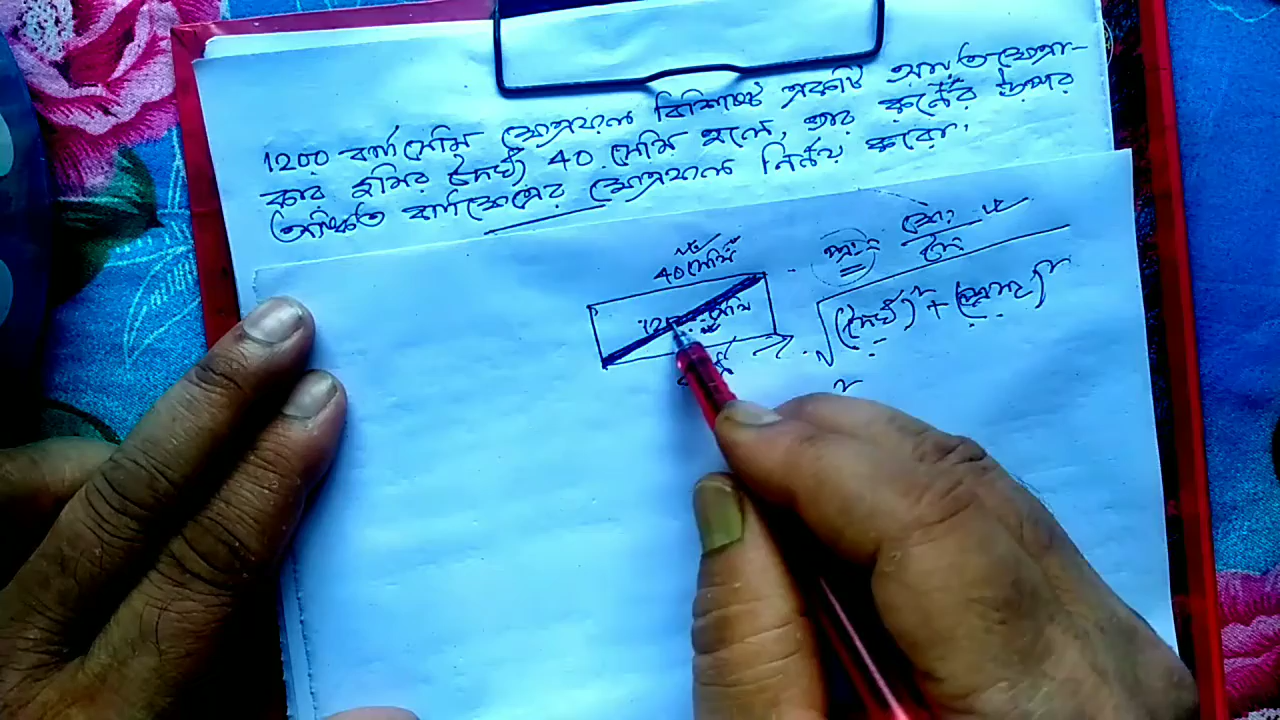 1200 বর্গসেমি ক্ষেত্রফল বিশিষ্ট একটি আয়তক্ষেত্রা-
কার জমির দৈর্ঘ্য 40 সেমি হলে, তার কর্ণের উপর
অঙ্কিত বর্গক্ষেত্রের ক্ষেত্রফল নির্ণয় করো।
40 সেমি
ক্ষে:
দৈ:
√(দৈর্ঘ্য)² + (প্রস্থ)²